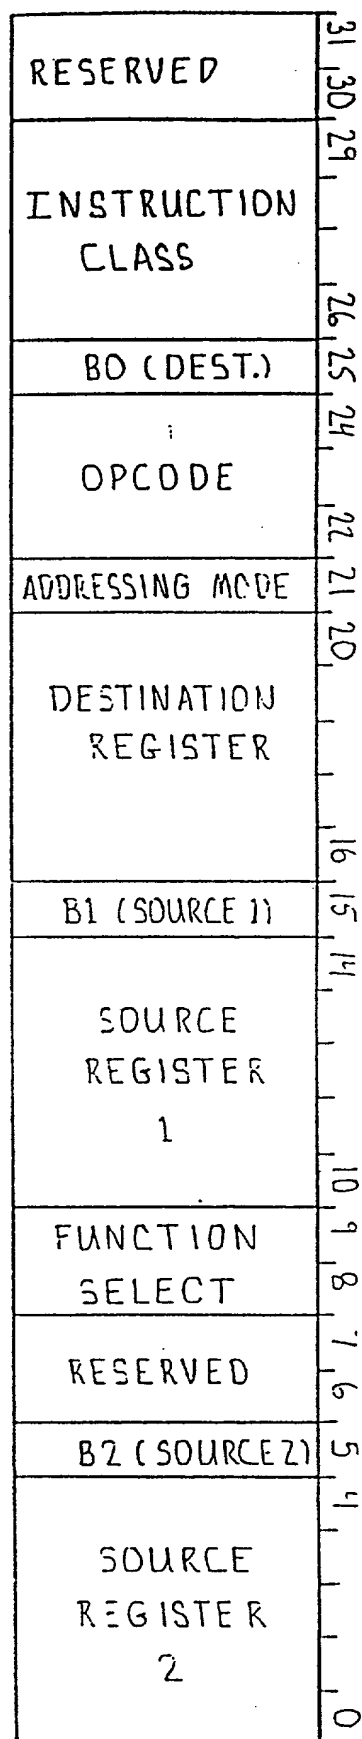 31
RESERVED
30
29
INSTRUCTION
CLASS
26
B0 (DEST.)
25
24
OPCODE
22
ADDRESSING MODE
21
20
DESTINATION
REGISTER
16
B1 (SOURCE 1)
15
14
SOURCE
REGISTER
1
10
9
FUNCTION
SELECT
8
7
RESERVED
6
B2 (SOURCE 2)
5
4
SOURCE
REGISTER
2
0